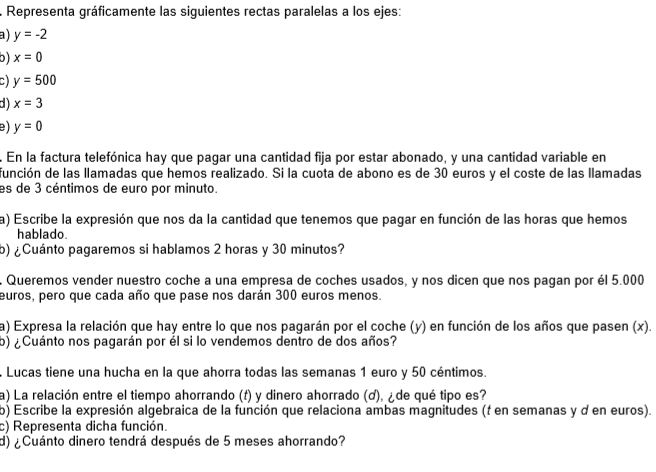 . Representa gráficamente las siguientes rectas paralelas a los ejes:
a) y = -2
b) x = 0
c) y = 500
d) x = 3
e) y = 0
. En la factura telefónica hay que pagar una cantidad fija por estar abonado, y una cantidad variable en
función de las llamadas que hemos realizado. Si la cuota de abono es de 30 euros y el coste de las llamadas
es de 3 céntimos de euro por minuto.
a) Escribe la expresión que nos da la cantidad que tenemos que pagar en función de las horas que hemos
hablado.
b) ¿Cuánto pagaremos si hablamos 2 horas y 30 minutos?
. Queremos vender nuestro coche a una empresa de coches usados, y nos dicen que nos pagan por él 5.000
euros, pero que cada año que pase nos darán 300 euros menos.
a) Expresa la relación que hay entre lo que nos pagarán por el coche (y) en función de los años que pasen (x).
b) ¿Cuánto nos pagarán por él si lo vendemos dentro de dos años?
. Lucas tiene una hucha en la que ahorra todas las semanas 1 euro y 50 céntimos.
a) La relación entre el tiempo ahorrando (t) y dinero ahorrado (d), ¿de qué tipo es?
b) Escribe la expresión algebraica de la función que relaciona ambas magnitudes (t en semanas y d en euros).
c) Representa dicha función.
d) ¿Cuánto dinero tendrá después de 5 meses ahorrando?